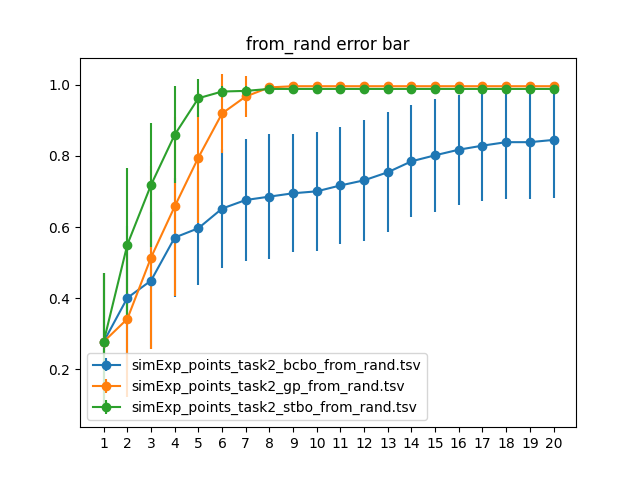 from_rand error bar
1.0
0.8
0.6
0.4
0.2
simExp_points_task2_bcbo_from_rand.tsv
simExp_points_task2_gp_from_rand.tsv
simExp_points_task2_stbo_from_rand.tsv
1 2 3 4 5 6 7 8 9 10 11 12 13 14 15 16 17 18 19 20